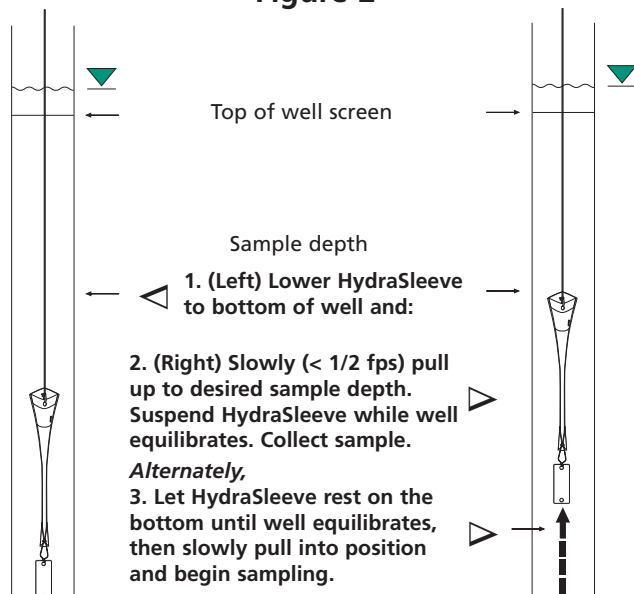 Top of well screen
Sample depth
1. (Left) Lower HydraSleeve
to bottom of well and:
2. (Right) Slowly (< 1/2 fps) pull
up to desired sample depth.
Suspend HydraSleeve while well
equilibrates. Collect sample.
Alternately,
3. Let HydraSleeve rest on the
bottom until well equilibrates,
then slowly pull into position
and begin sampling.